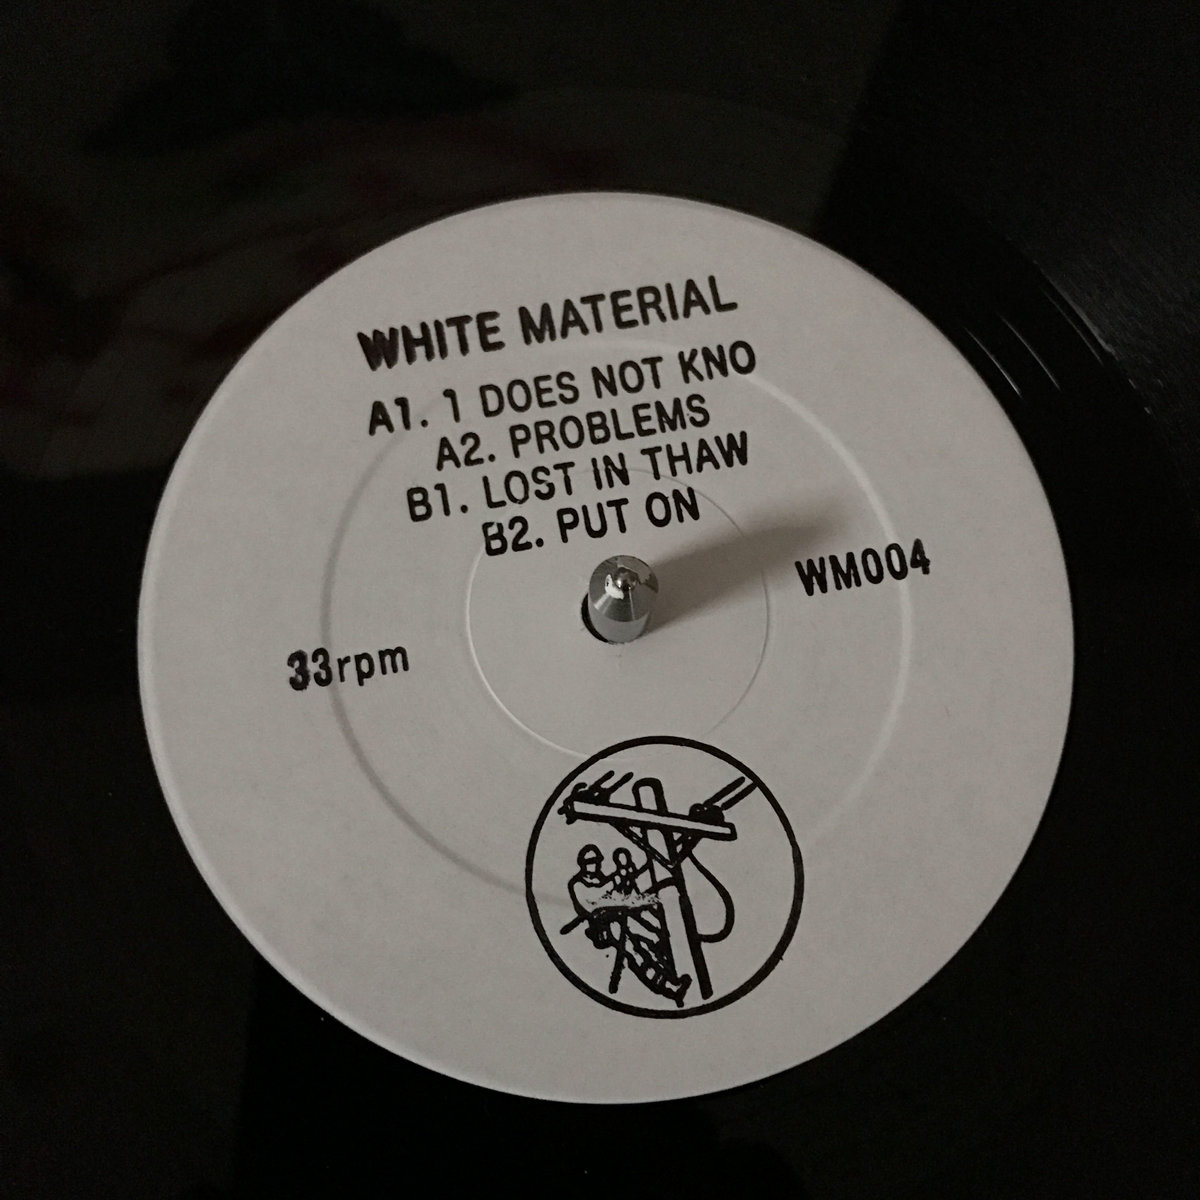 WHITE MATERIAL
A1. 1 DOES NOT KNO
A2. PROBLEMS
B1. LOST IN THAW
B2. PUT ON
WM004
33rpm